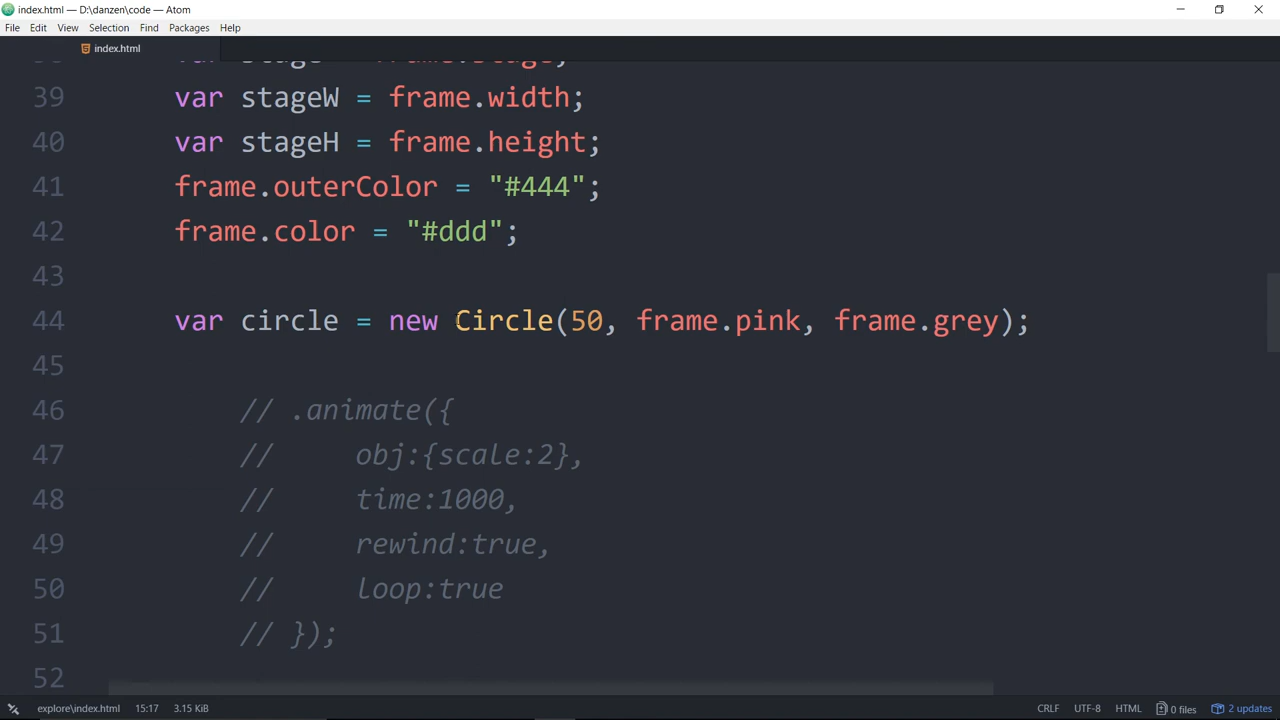 index.html — D:\danzen\code — Atom
File Edit View Selection Find Packages Help
index.html
39 var stageW = frame.width;
40 var stageH = frame.height;
41 frame.outerColor = "#444";
42 frame.color = "#ddd";
43
44 var circle = new Circle(50, frame.pink, frame.grey);
45
46 // .animate({
47 // obj:{scale:2},
48 // time:1000,
49 // rewind:true,
50 // loop:true
51 // });
52
explore\index.html 15:17 3.15 KiB CRLF UTF-8 HTML 0 files 2 updates